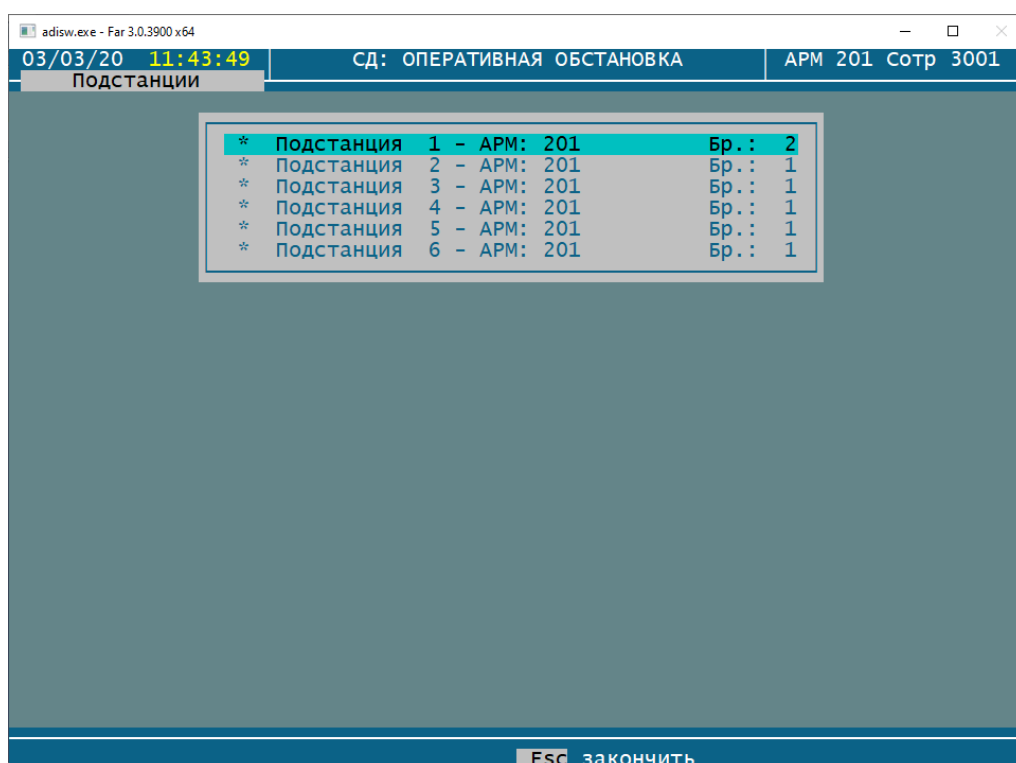 adisw.exe - Far 3.0.3900 x64
03/03/20 11:43:49 СД: ОПЕРАТИВНАЯ ОБСТАНОВКА АРМ 201 Сотр 3001
Подстанции
* Подстанция 1 - АРМ: 201 Бр.: 2
* Подстанция 2 - АРМ: 201 Бр.: 1
* Подстанция 3 - АРМ: 201 Бр.: 1
* Подстанция 4 - АРМ: 201 Бр.: 1
* Подстанция 5 - АРМ: 201 Бр.: 1
* Подстанция 6 - АРМ: 201 Бр.: 1
Esc закончить